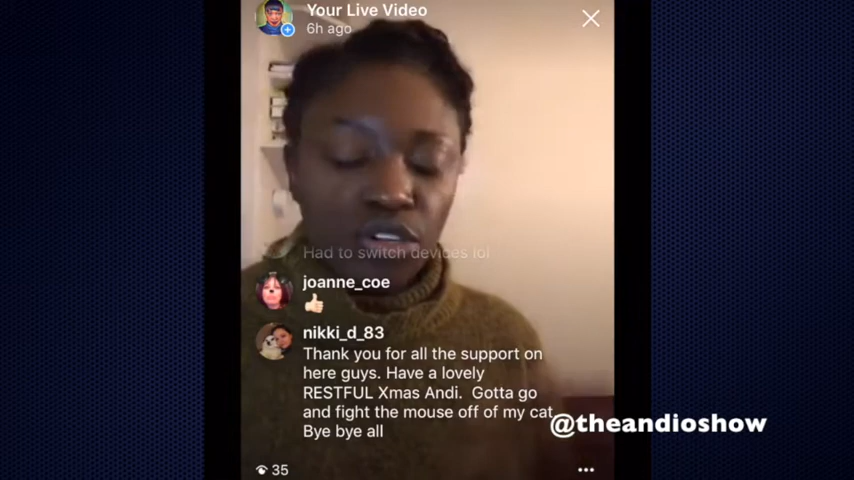 Your Live Video
6h ago
Had to switch devices lol
joanne_coe
👍🏻
nikki_d_83
Thank you for all the support on
here guys. Have a lovely
RESTFUL Xmas Andi.  Gotta go
and fight the mouse off of my cat.
Bye bye all
@theandioshow
35